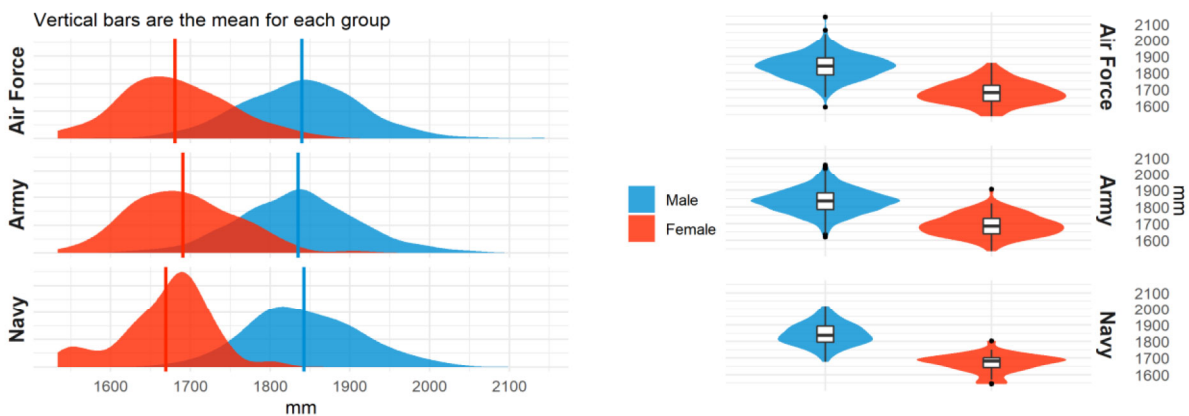 Vertical bars are the mean for each group
Air Force
Army
Navy
1600 1700 1800 1900 2000 2100
mm
Male
Female
Air Force
2100
2000
1900
1800
1700
1600
Army
2100
2000
1900
1800
1700
1600
mm
Navy
2100
2000
1900
1800
1700
1600